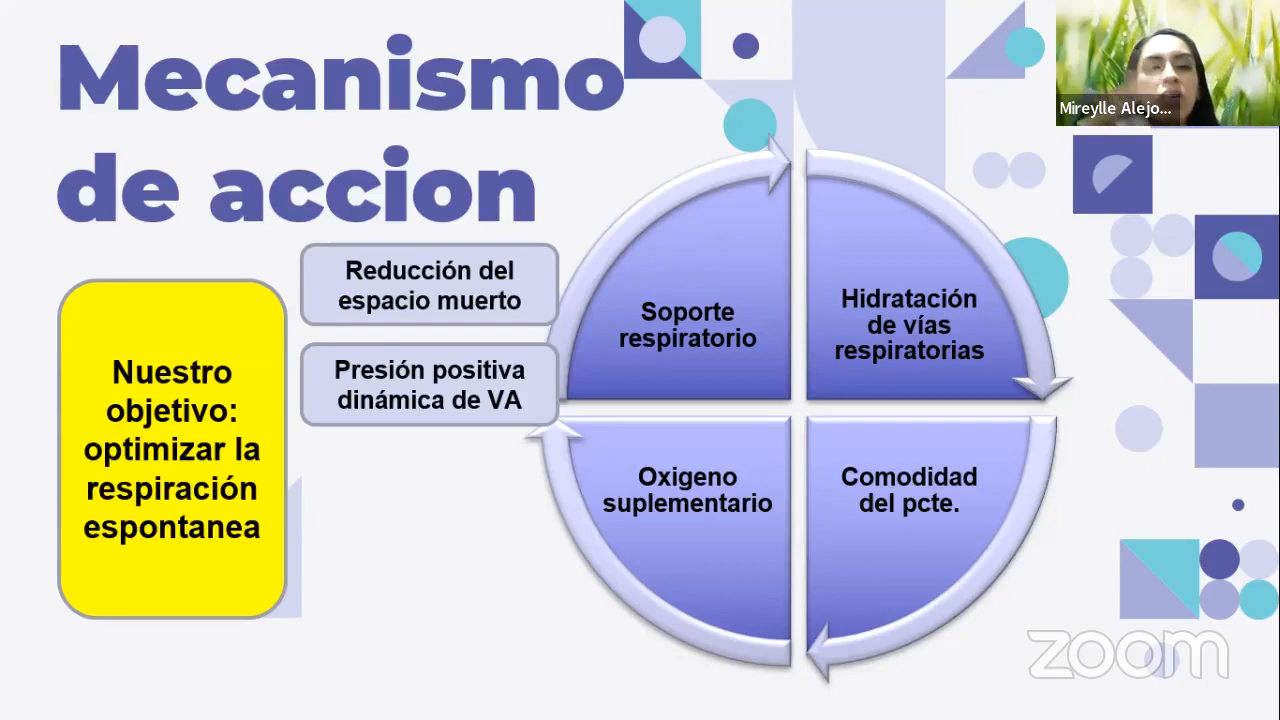 Mecanismo
de accion
Mireylle Alejo...
Reducción del
espacio muerto
Presión positiva
dinámica de VA
Nuestro
objetivo:
optimizar la
respiración
espontanea
Soporte
respiratorio
Hidratación
de vías
respiratorias
Oxigeno
suplementario
Comodidad
del pcte.
zoom